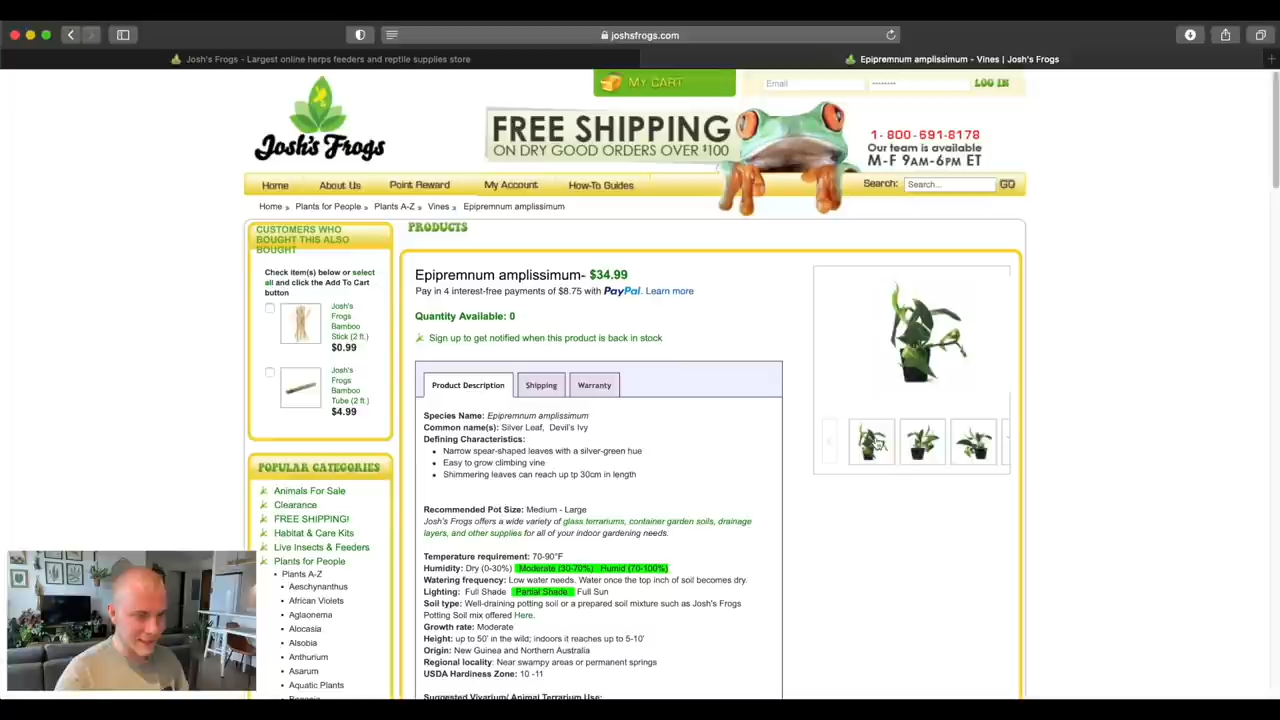 joshsfrogs.com
Josh's Frogs - Largest online herps feeders and reptile supplies store
Epipremnum amplissimum - Vines | Josh's Frogs
MY CART
Email
LOG IN
Josh's Frogs
FREE SHIPPING
ON DRY GOOD ORDERS OVER $100
1-800-691-8178
Our team is available
M-F 9AM-6PM ET
Home
About Us
Point Reward
My Account
How-To Guides
Search:
Search...
GO
Home » Plants for People » Plants A-Z » Vines » Epipremnum amplissimum
CUSTOMERS WHO
BOUGHT THIS ALSO
BOUGHT
Check item(s) below or select
all and click the Add To Cart
button
Josh's
Frogs
Bamboo
Stick (2 ft.)
$0.99
Josh's
Frogs
Bamboo
Tube (2 ft.)
$4.99
POPULAR CATEGORIES
Animals For Sale
Clearance
FREE SHIPPING!
Habitat & Care Kits
Live Insects & Feeders
Plants for People
Plants A-Z
Aeschynanthus
African Violets
Aglaonema
Alocasia
Alsobia
Anthurium
Asarum
Aquatic Plants
PRODUCTS
Epipremnum amplissimum- $34.99
Pay in 4 interest-free payments of $8.75 with PayPal. Learn more
Quantity Available: 0
Sign up to get notified when this product is back in stock
Product Description
Shipping
Warranty
Species Name: Epipremnum amplissimum
Common name(s): Silver Leaf, Devil's Ivy
Defining Characteristics:
Narrow spear-shaped leaves with a silver-green hue
Easy to grow climbing vine
Shimmering leaves can reach up tp 30cm in length
Recommended Pot Size: Medium - Large
Josh's Frogs offers a wide variety of glass terrariums, container garden soils, drainage
layers, and other supplies for all of your indoor gardening needs.
Temperature requirement: 70-90°F
Humidity: Dry (0-30%) Moderate (30-70%) Humid (70-100%)
Watering frequency: Low water needs. Water once the top inch of soil becomes dry.
Lighting: Full Shade Partial Shade Full Sun
Soil type: Well-draining potting soil or a prepared soil mixture such as Josh's Frogs
Potting Soil mix offered Here.
Growth rate: Moderate
Height: up to 50' in the wild; indoors it reaches up to 5-10'
Origin: New Guinea and Northern Australia
Regional locality: Near swampy areas or permanent springs
USDA Hardiness Zone: 10 -11
Suggested Vivarium/ Animal Terrarium Use: